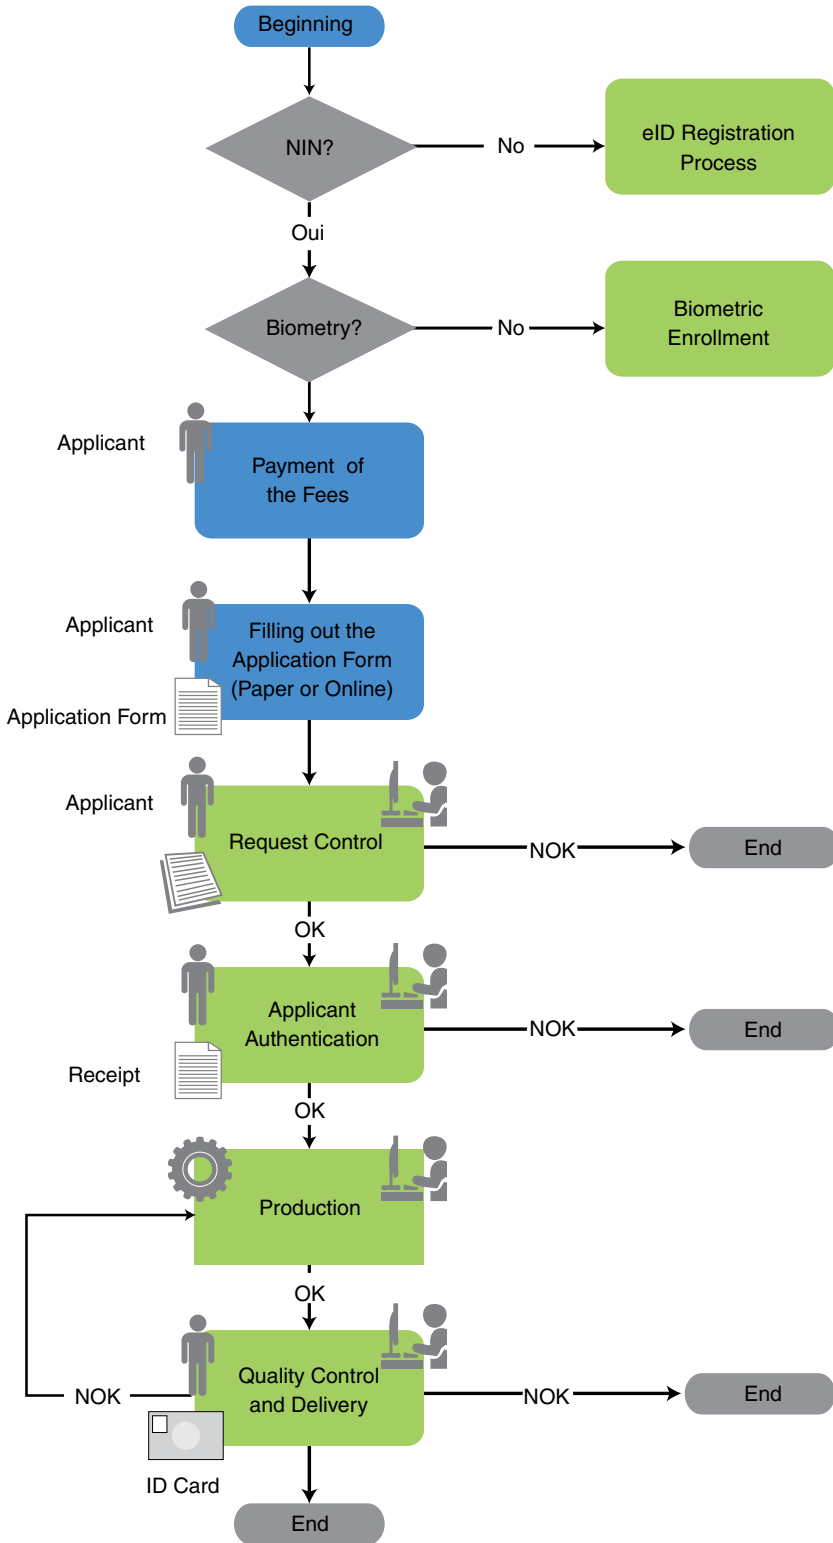 Beginning
NIN?
No
eID Registration
Process
Oui
Biometry?
No
Biometric
Enrollment
Applicant
Payment of
the Fees
Applicant
Filling out the
Application Form
(Paper or Online)
Application Form
Applicant
Request Control
NOK
End
OK
Applicant
Authentication
NOK
End
Receipt
OK
Production
OK
Quality Control
and Delivery
NOK
NOK
End
ID Card
End